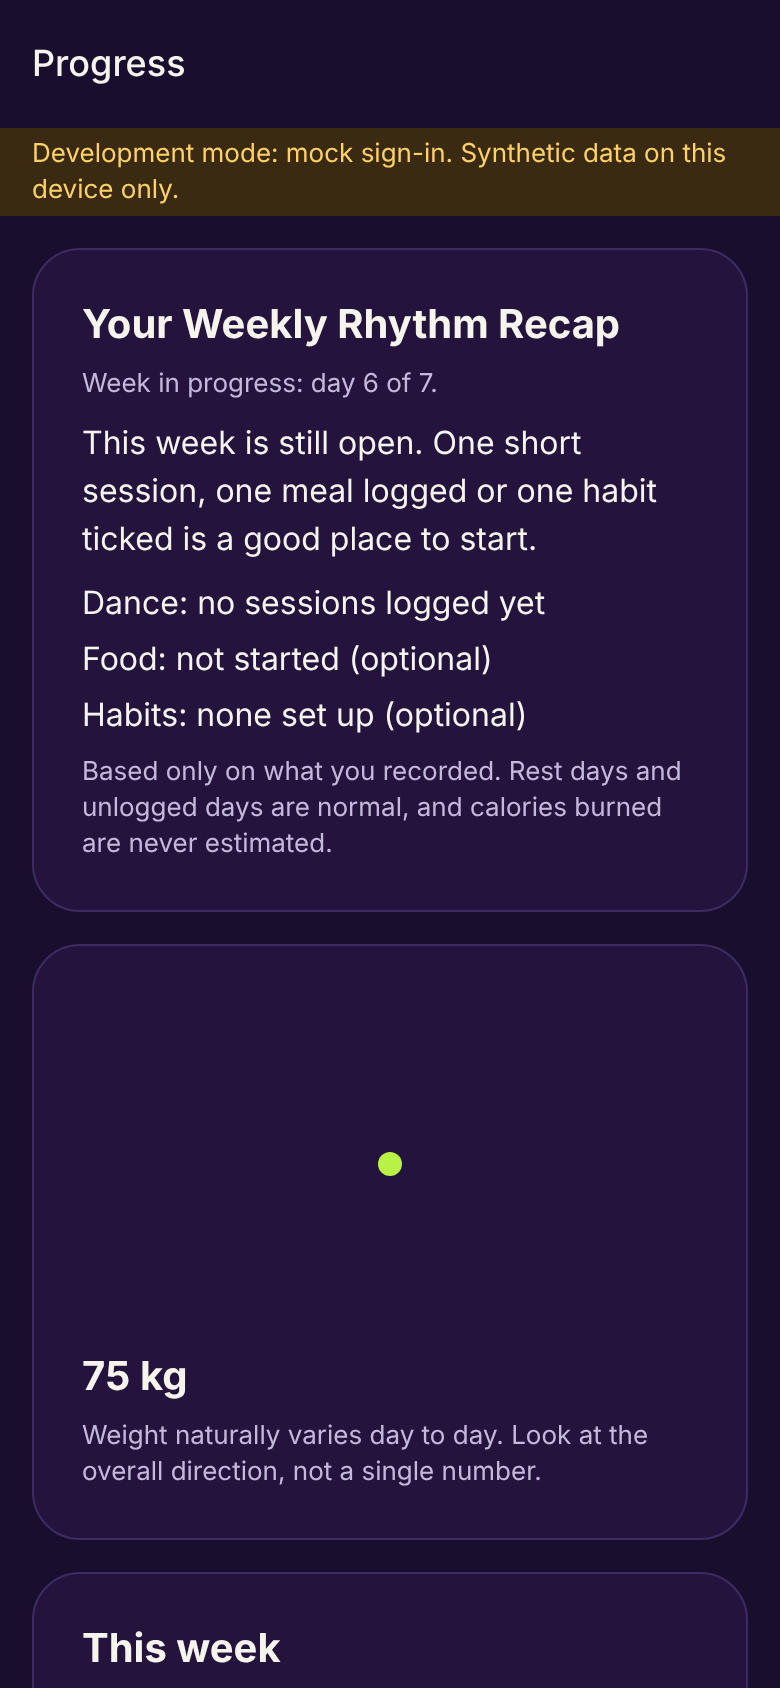 Progress
Development mode: mock sign-in. Synthetic data on this
device only.
Your Weekly Rhythm Recap
Week in progress: day 6 of 7.
This week is still open. One short
session, one meal logged or one habit
ticked is a good place to start.
Dance: no sessions logged yet
Food: not started (optional)
Habits: none set up (optional)
Based only on what you recorded. Rest days and
unlogged days are normal, and calories burned
are never estimated.
75 kg
Weight naturally varies day to day. Look at the
overall direction, not a single number.
This week